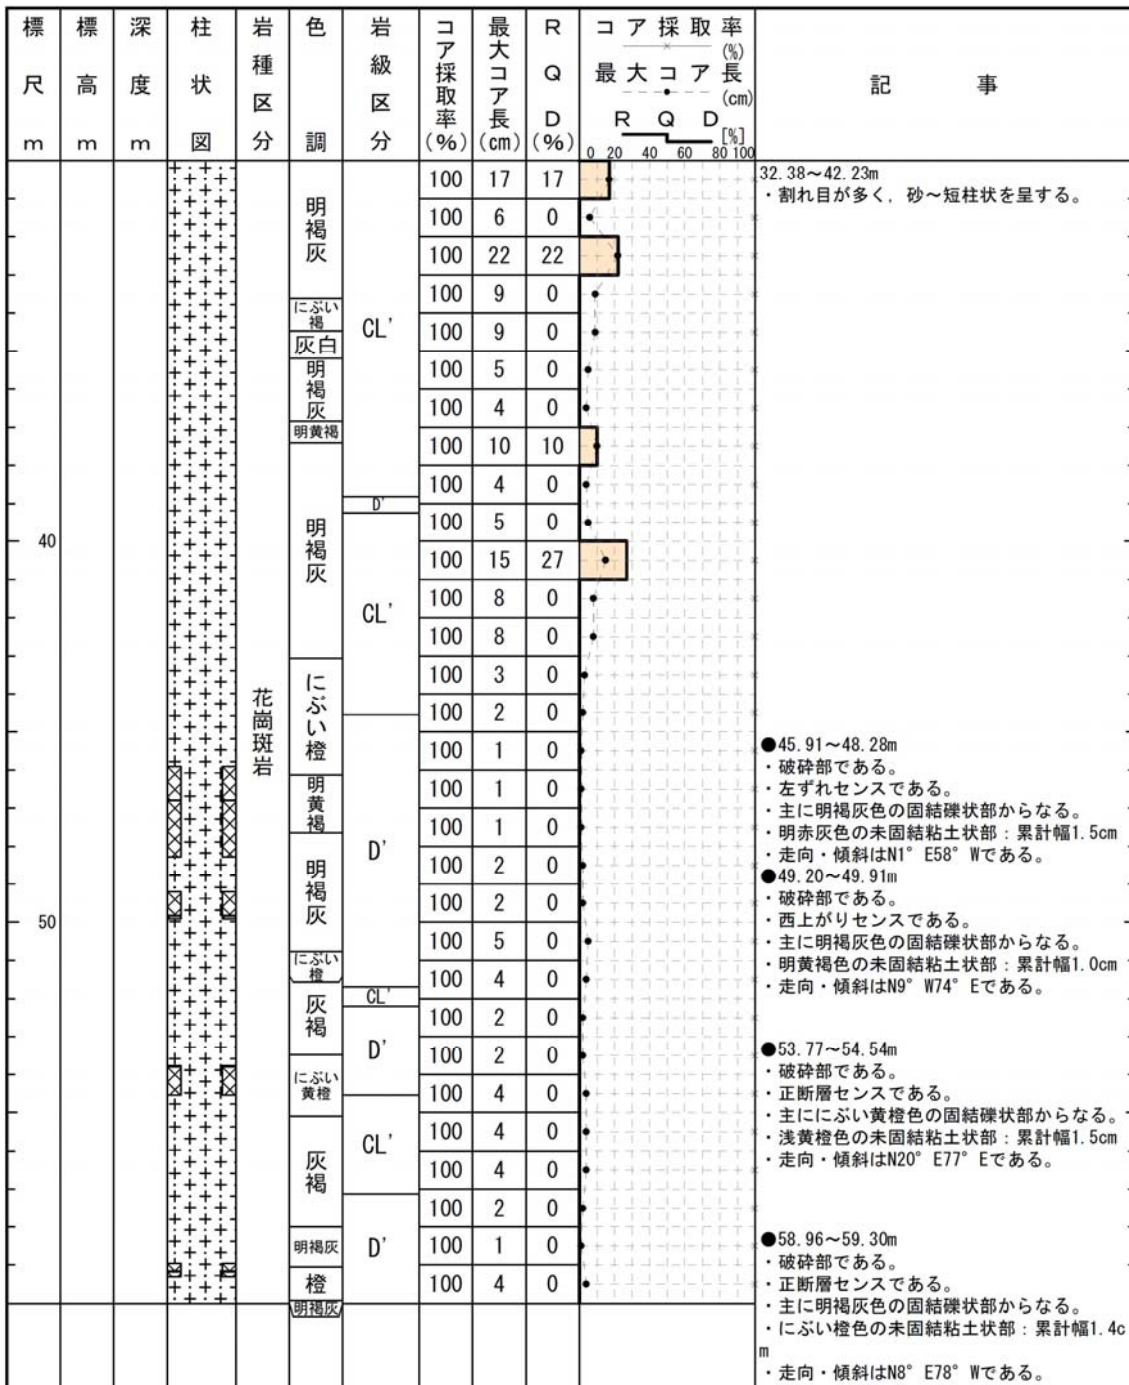 標尺m
標高m
深度m
柱状図
岩種区分
色調
岩級区分
コア採取率(%)
最大コア長(cm)
RQD(%)
コア採取率(%)
最大コア長(cm)
RQD[%]
0 20 40 60 80 100
記事
40
50
花崗斑岩
明褐灰
にぶい褐
灰白
明褐灰
明黄褐
明褐灰
にぶい橙
明黄褐
明褐灰
にぶい橙
灰褐
にぶい黄橙
灰褐
明褐灰
橙
明褐灰
CL'
D'
CL'
D'
CL'
D'
CL'
D'
100 17 17
100 6 0
100 22 22
100 9 0
100 9 0
100 5 0
100 4 0
100 10 10
100 4 0
100 5 0
100 15 27
100 8 0
100 8 0
100 3 0
100 2 0
100 1 0
100 1 0
100 1 0
100 2 0
100 2 0
100 5 0
100 4 0
100 2 0
100 2 0
100 4 0
100 4 0
100 4 0
100 2 0
100 1 0
100 4 0
32.38～42.23m
・割れ目が多く，砂～短柱状を呈する。
●45.91～48.28m
・破砕部である。
・左ずれセンスである。
・主に明褐灰色の固結礫状部からなる。
・明赤灰色の未固結粘土状部：累計幅1.5cm
・走向・傾斜はN1°E58°Wである。
●49.20～49.91m
・破砕部である。
・西上がりセンスである。
・主に明褐灰色の固結礫状部からなる。
・明黄褐色の未固結粘土状部：累計幅1.0cm
・走向・傾斜はN9°W74°Eである。
●53.77～54.54m
・破砕部である。
・正断層センスである。
・主ににぶい黄橙色の固結礫状部からなる。
・浅黄橙色の未固結粘土状部：累計幅1.5cm
・走向・傾斜はN20°E77°Eである。
●58.96～59.30m
・破砕部である。
・正断層センスである。
・主に明褐灰色の固結礫状部からなる。
・にぶい橙色の未固結粘土状部：累計幅1.4c
m
・走向・傾斜はN8°E78°Wである。